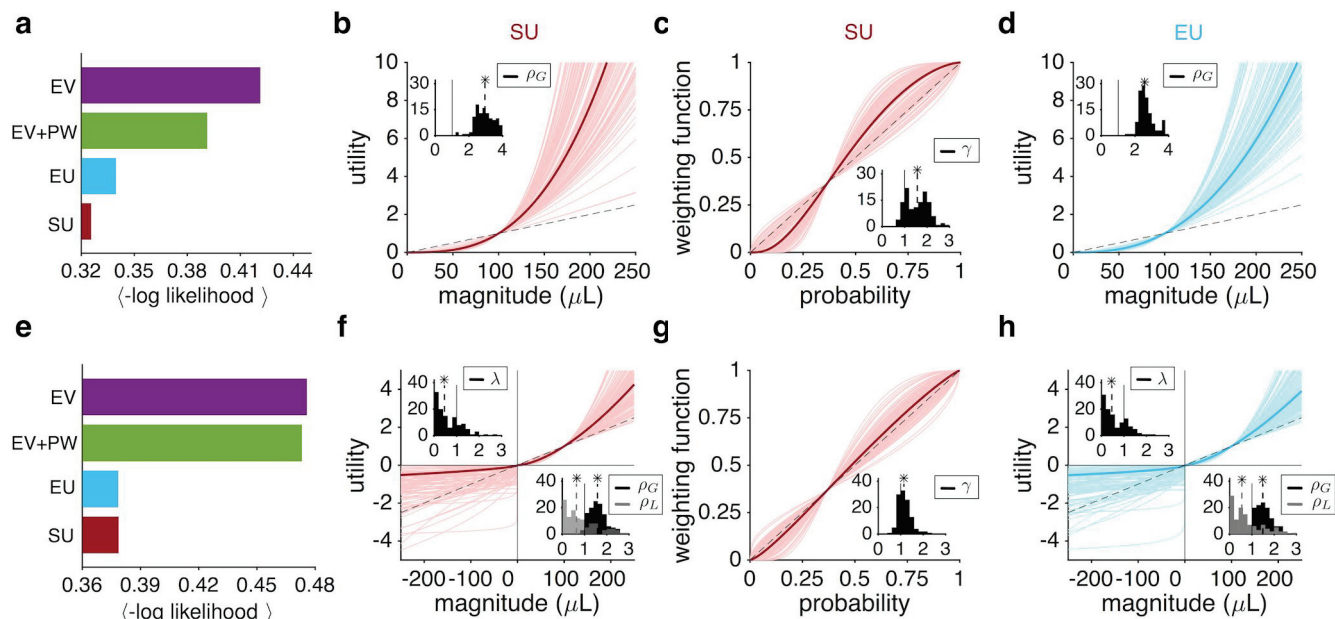 a
EV
EV+PW
EU
SU
0.32 0.35 0.38 0.41 0.44
⟨-log likelihood ⟩
b
SU
10
8
6
4
2
0
utility
0 50 100 150 200 250
magnitude (μL)
30
15
0
0 2 4
*
ρG
c
SU
1
0.75
0.5
0.25
0
weighting function
0 0.25 0.5 0.75 1
probability
30
15
0
0 1 2 3
*
γ
d
EU
10
8
6
4
2
0
utility
0 50 100 150 200 250
magnitude (μL)
30
15
0
0 2 4
*
ρG
e
EV
EV+PW
EU
SU
0.36 0.39 0.42 0.45 0.48
⟨-log likelihood ⟩
f
4
2
0
-2
-4
utility
-200 -100 0 100 200
magnitude (μL)
40
20
0
0 1 2 3
*
λ
40
20
0
0 1 2 3
* *
ρG
ρL
g
1
0.75
0.5
0.25
0
weighting function
0 0.25 0.5 0.75 1
probability
40
20
0
0 1 2 3
*
γ
h
4
2
0
-2
-4
utility
-200 -100 0 100 200
magnitude (μL)
40
20
0
0 1 2 3
*
λ
40
20
0
0 1 2 3
* *
ρG
ρL